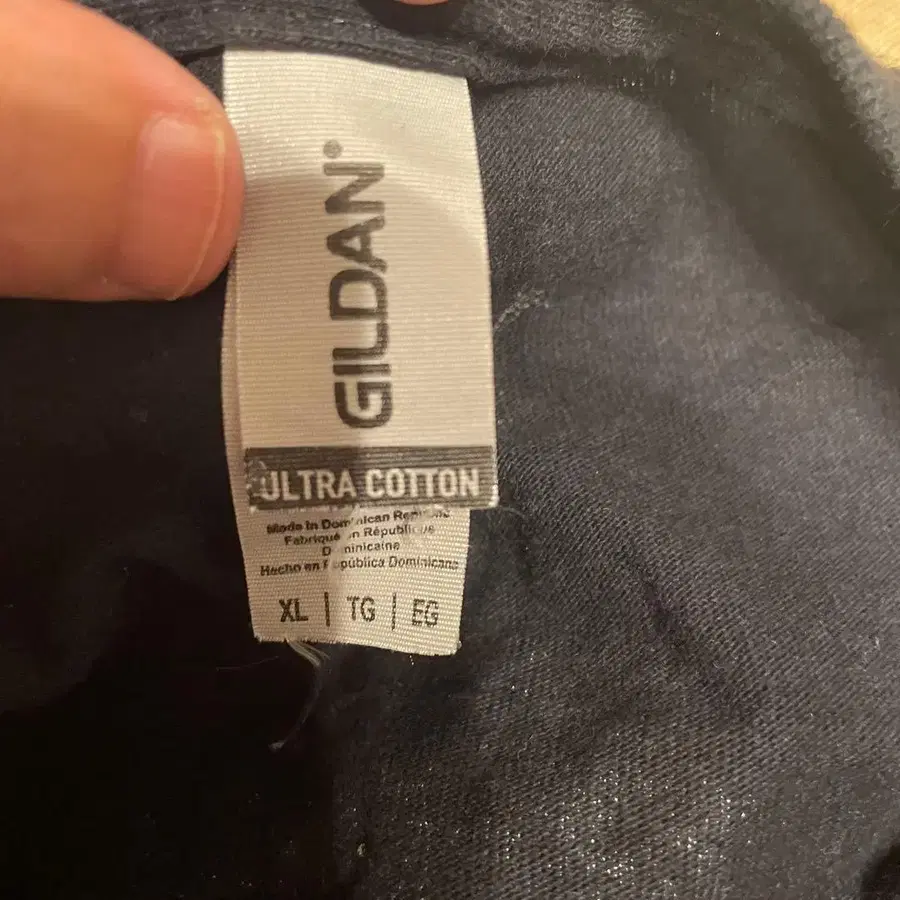 GILDAN®
ULTRA COTTON
Made in Dominican Republic
Fabriqué en République
Dominicaine
Hecho en República Dominicana
XL | TG | EG